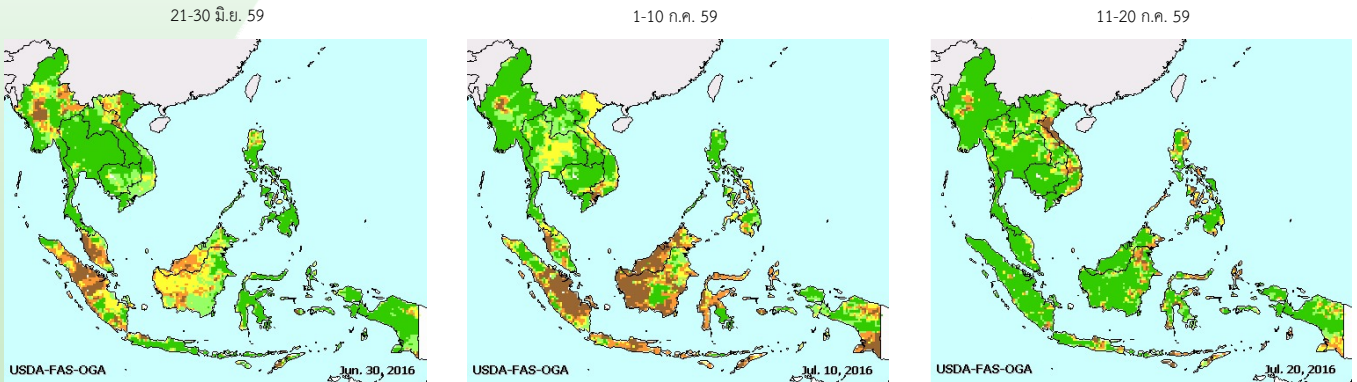 21-30 มิ.ย. 59
1-10 ก.ค. 59
11-20 ก.ค. 59
USDA-FAS-OGA
Jun. 30, 2016
USDA-FAS-OGA
Jul. 10, 2016
USDA-FAS-OGA
Jul. 20, 2016